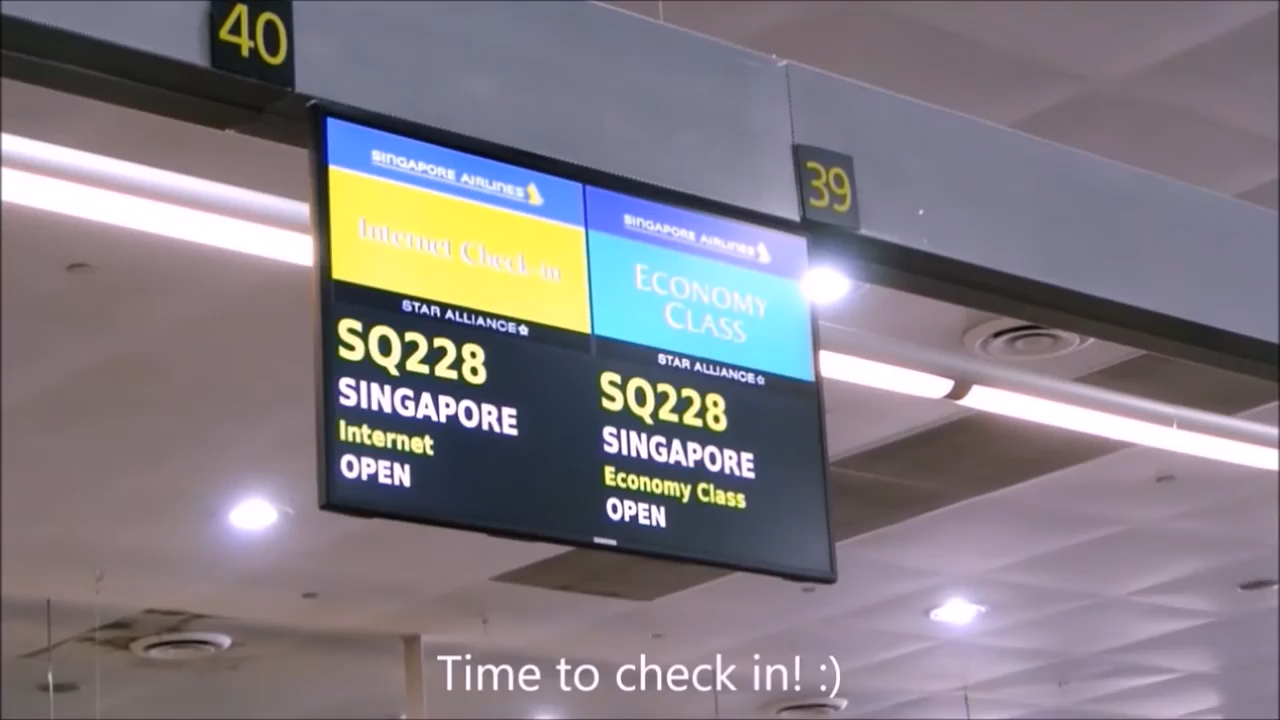 40
39
SINGAPORE AIRLINES
Internet Check-in
STAR ALLIANCE
SQ228
SINGAPORE
Internet
OPEN
SINGAPORE AIRLINES
ECONOMY
CLASS
STAR ALLIANCE
SQ228
SINGAPORE
Economy Class
OPEN
Time to check in! :)